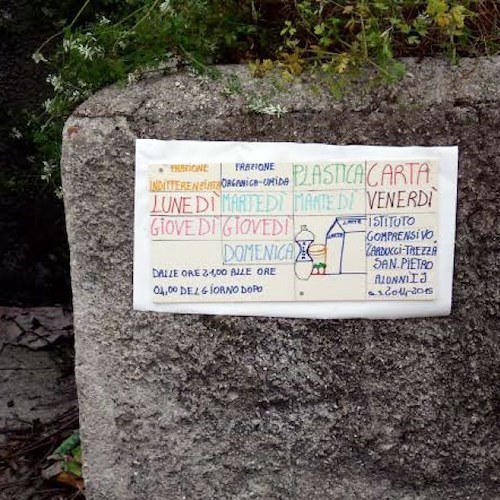 FRAZIONE
INDIFFERENZIATA
LUNEDÌ
GIOVEDÌ
FRAZIONE
ORGANICA-UMIDA
MARTEDÌ
GIOVEDÌ
DOMENICA
PLASTICA
MARTEDÌ
CARTA
VENERDÌ
DALLE ORE 21,00 ALLE ORE
04,00 DEL GIORNO DOPO
ISTITUTO
COMPRENSIVO
CARDUCCI-TREZZA
SAN.PIETRO
ALUNNI IJ
a.s.2014-2015